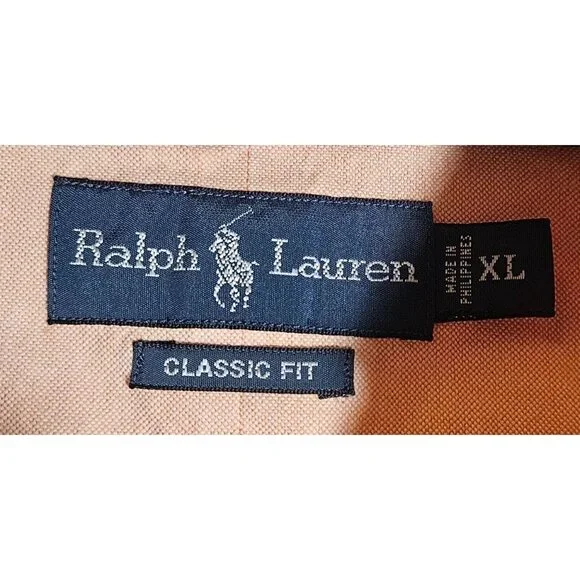 Ralph Lauren
MADE IN
PHILIPPINES
XL
CLASSIC FIT